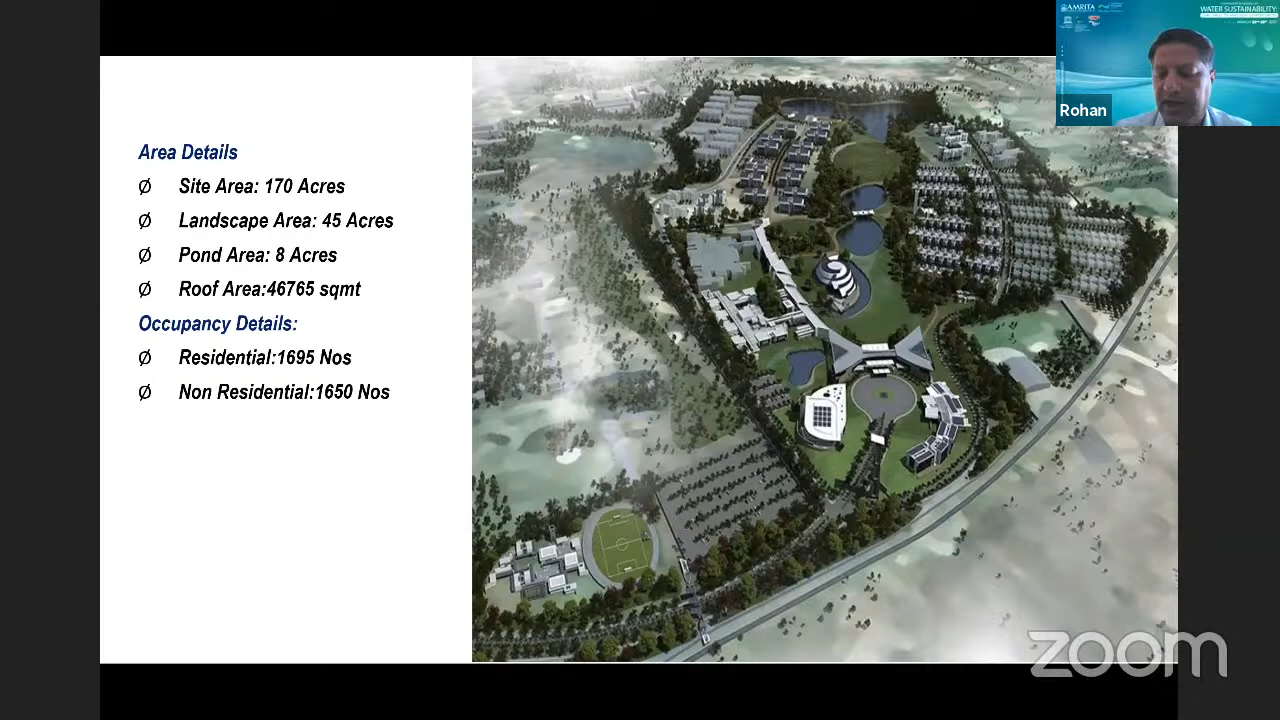 AMRITA
WATER SUSTAINABILITY:
Rohan
Area Details
Ø Site Area: 170 Acres
Ø Landscape Area: 45 Acres
Ø Pond Area: 8 Acres
Ø Roof Area:46765 sqmt
Occupancy Details:
Ø Residential:1695 Nos
Ø Non Residential:1650 Nos
zoom